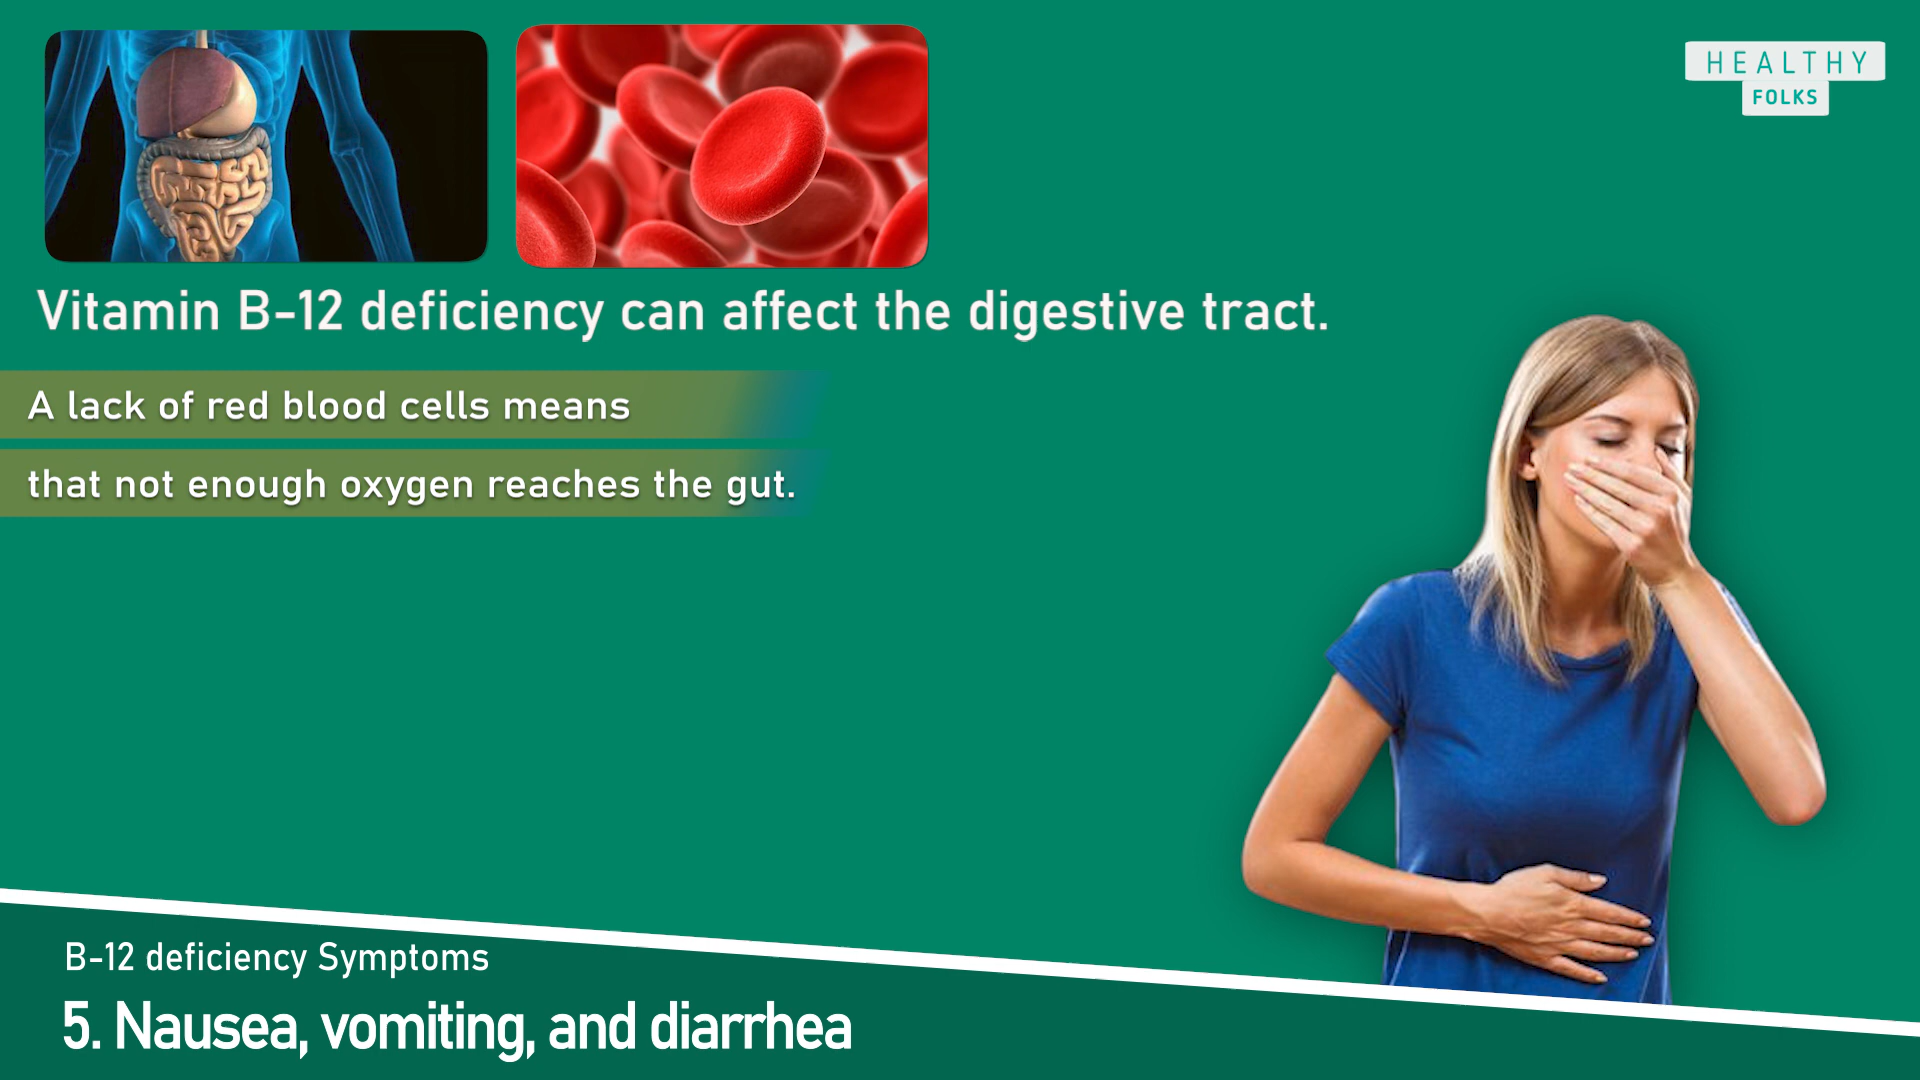 HEALTHY
FOLKS
Vitamin B-12 deficiency can affect the digestive tract.
A lack of red blood cells means
that not enough oxygen reaches the gut.
B-12 deficiency Symptoms
5. Nausea, vomiting, and diarrhea